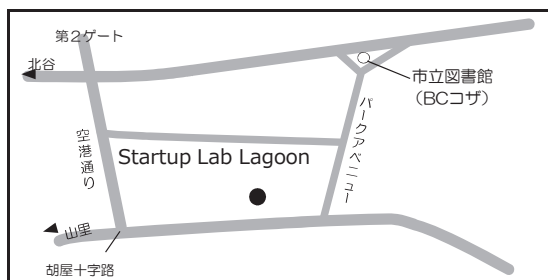 第2ゲート
北谷
市立図書館
（BCコザ）
パークアベニュー
空港通り
Startup Lab Lagoon
山里
胡屋十字路